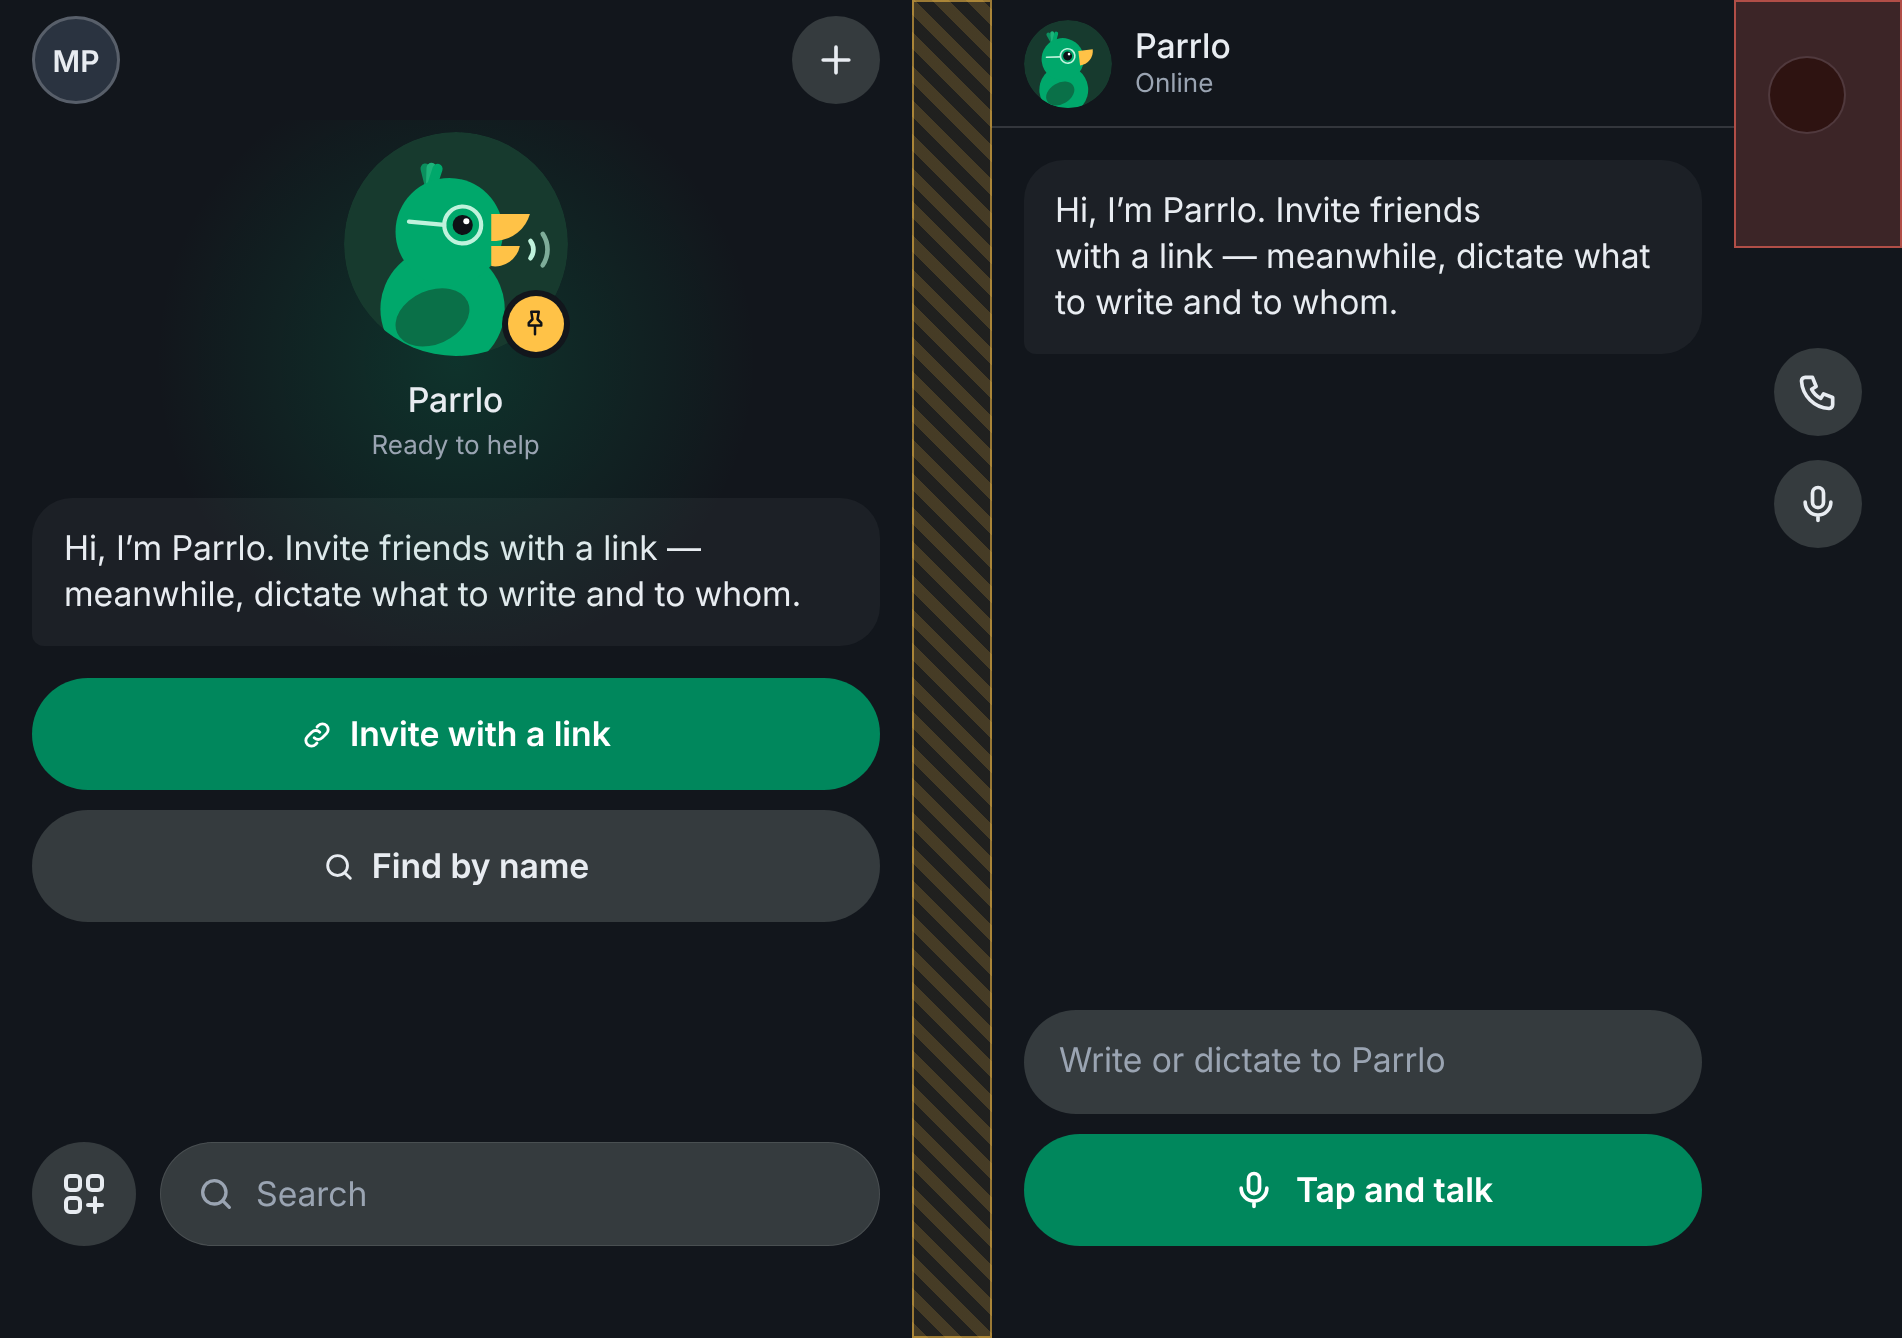 MP
Parrlo
Ready to help
Hi, I’m Parrlo. Invite friends with a link —
meanwhile, dictate what to write and to whom.
Invite with a link
Find by name
Search
Parrlo
Online
Hi, I’m Parrlo. Invite friends
with a link — meanwhile, dictate what
to write and to whom.
Write or dictate to Parrlo
Tap and talk